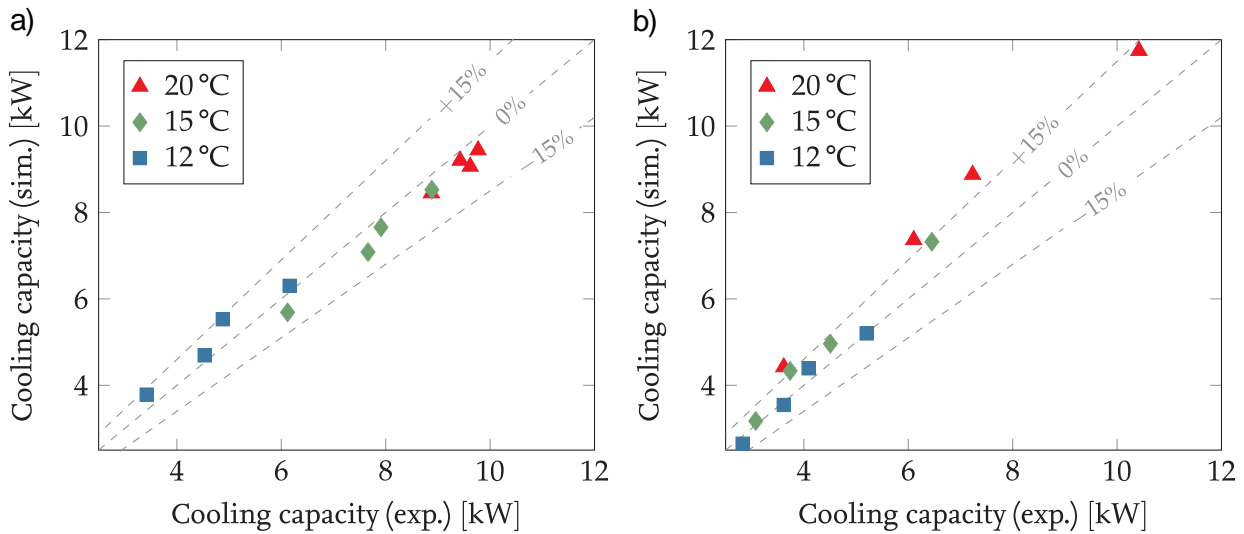 a)
12
10
8
6
4
4
6
8
10
12
Cooling capacity (sim.) [kW]
Cooling capacity (exp.) [kW]
20 °C
15 °C
12 °C
+15%
0%
−15%
b)
12
10
8
6
4
4
6
8
10
12
Cooling capacity (sim.) [kW]
Cooling capacity (exp.) [kW]
20 °C
15 °C
12 °C
+15%
0%
−15%